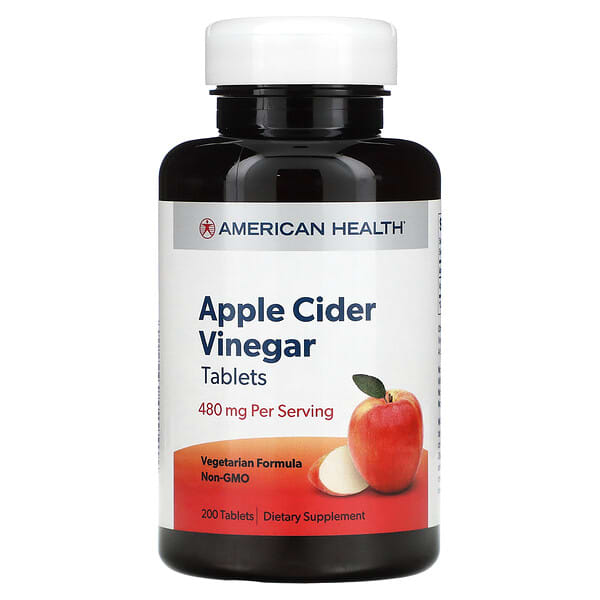 AMERICAN HEALTH
Apple Cider
Vinegar
Tablets
480 mg Per Serving
Vegetarian Formula
Non-GMO
200 Tablets | Dietary Supplement